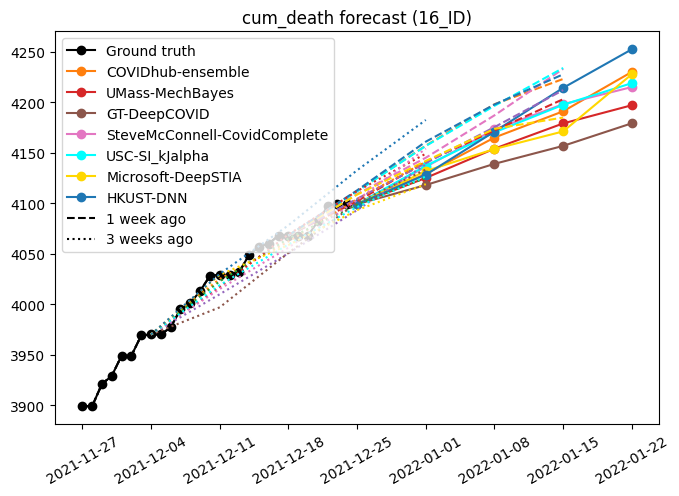 cum_death forecast (16_ID)
4250
4200
4150
4100
4050
4000
3950
3900
Ground truth
COVIDhub-ensemble
UMass-MechBayes
GT-DeepCOVID
SteveMcConnell-CovidComplete
USC-SI_kJalpha
Microsoft-DeepSTIA
HKUST-DNN
1 week ago
3 weeks ago
2021-11-27
2021-12-04
2021-12-11
2021-12-18
2021-12-25
2022-01-01
2022-01-08
2022-01-15
2022-01-22